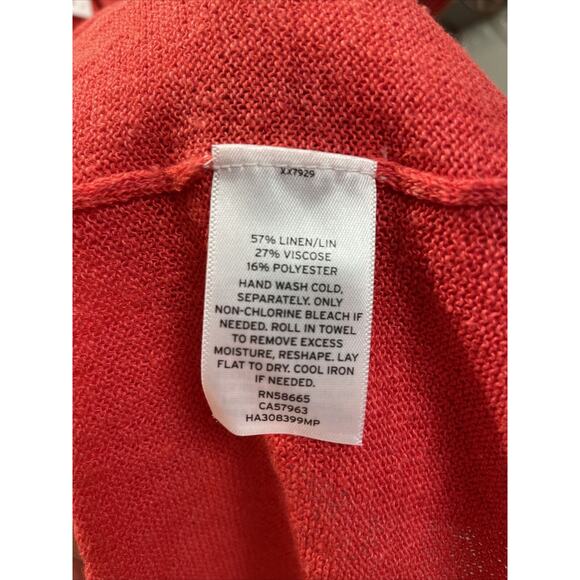 XX7929
57% LINEN/LIN
27% VISCOSE
16% POLYESTER
HAND WASH COLD,
SEPARATELY. ONLY
NON-CHLORINE BLEACH IF
NEEDED. ROLL IN TOWEL
TO REMOVE EXCESS
MOISTURE, RESHAPE. LAY
FLAT TO DRY. COOL IRON
IF NEEDED.
RN58665
CA57963
HA308399MP